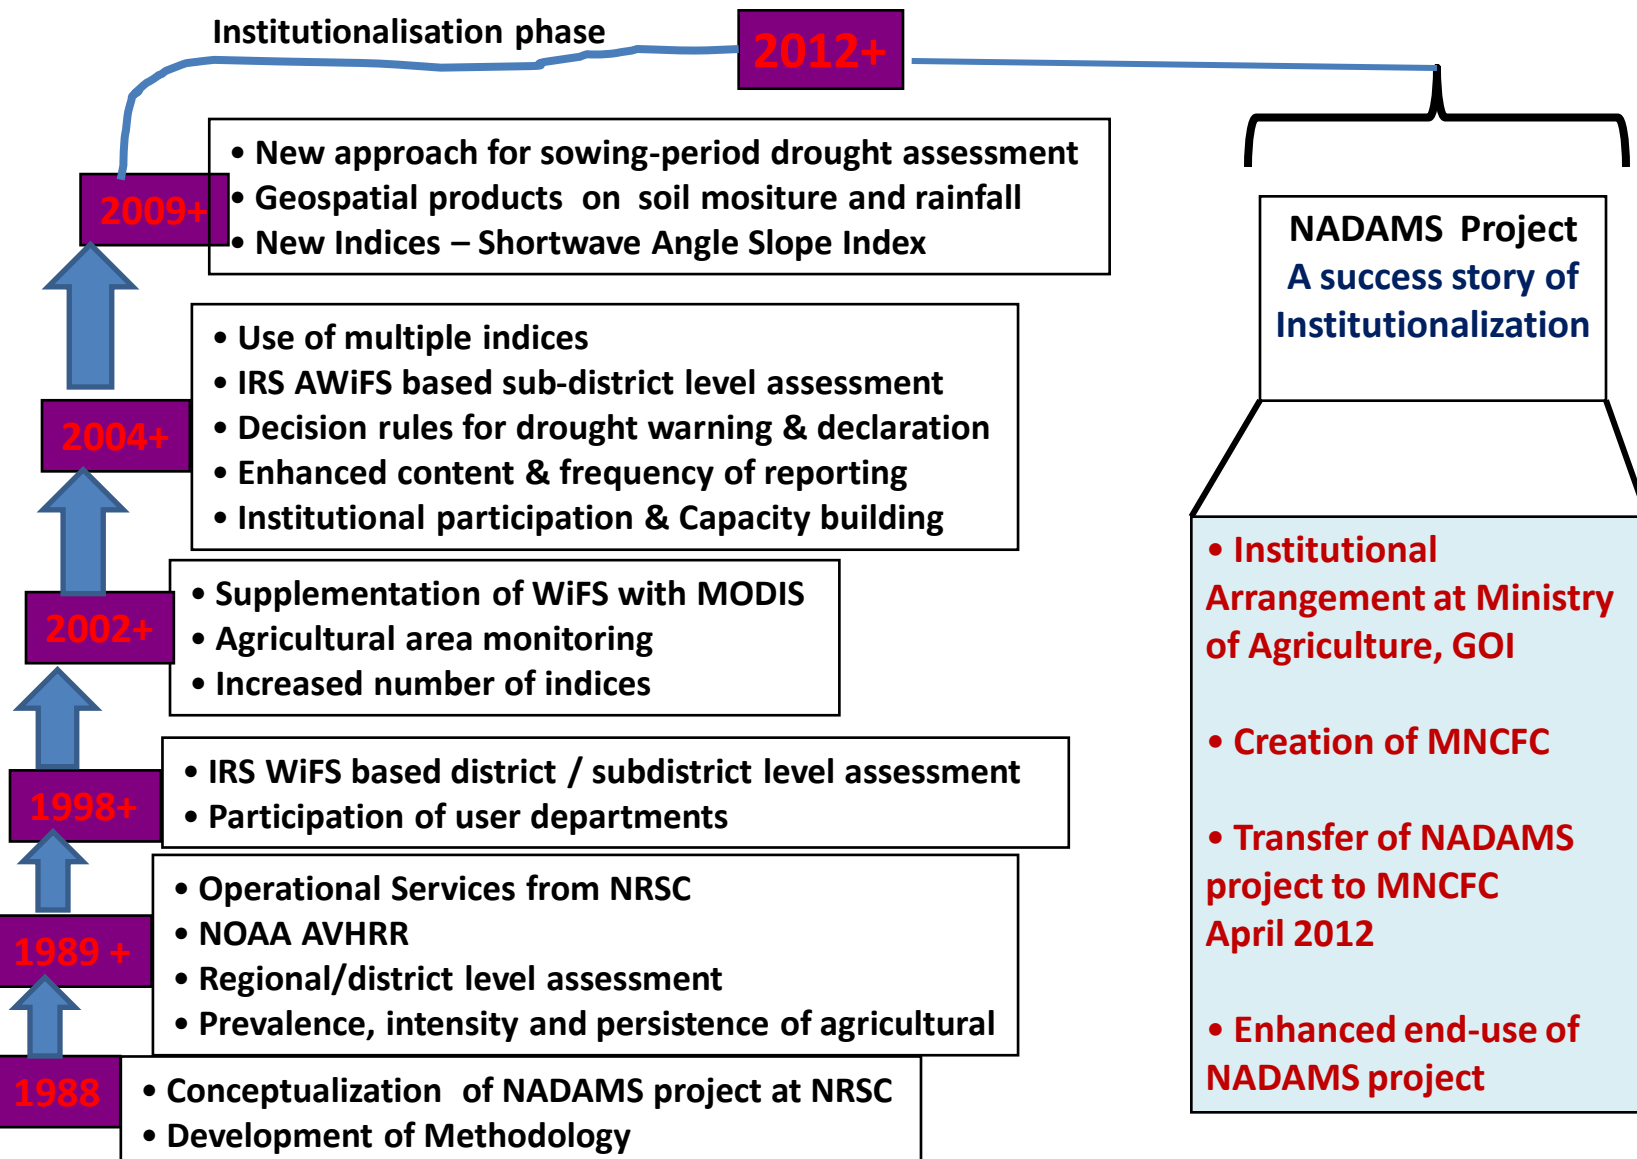 Institutionalisation phase
2012+
2009+
• New approach for sowing-period drought assessment
• Geospatial products on soil mositure and rainfall
• New Indices – Shortwave Angle Slope Index
2004+
• Use of multiple indices
• IRS AWiFS based sub-district level assessment
• Decision rules for drought warning & declaration
• Enhanced content & frequency of reporting
• Institutional participation & Capacity building
2002+
• Supplementation of WiFS with MODIS
• Agricultural area monitoring
• Increased number of indices
1998+
• IRS WiFS based district / subdistrict level assessment
• Participation of user departments
1989 +
• Operational Services from NRSC
• NOAA AVHRR
• Regional/district level assessment
• Prevalence, intensity and persistence of agricultural
1988
• Conceptualization of NADAMS project at NRSC
• Development of Methodology
NADAMS Project
A success story of
Institutionalization
• Institutional
Arrangement at Ministry
of Agriculture, GOI
• Creation of MNCFC
• Transfer of NADAMS
project to MNCFC
April 2012
• Enhanced end-use of
NADAMS project